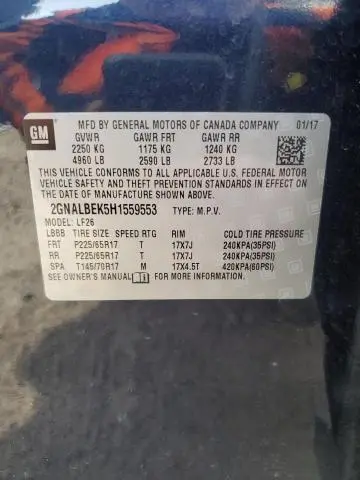 GM
MFD BY GENERAL MOTORS OF CANADA COMPANY 01/17
GVWR GAWR FRT GAWR RR
2250 KG 1175 KG 1240 KG
4960 LB 2590 LB 2733 LB
THIS VEHICLE CONFORMS TO ALL APPLICABLE U.S. FEDERAL MOTOR
VEHICLE SAFETY AND THEFT PREVENTION STANDARDS IN EFFECT ON
THE DATE OF MANUFACTURE SHOWN ABOVE.
2GNALBEK5H1559553 TYPE: M.P.V.
MODEL: LF26
LBBB TIRE SIZE SPEED RTG RIM COLD TIRE PRESSURE
FRT P225/65R17 T 17X7J 240KPA(35PSI)
RR P225/65R17 T 17X7J 240KPA(35PSI)
SPA T145/70R17 M 17X4.5T 420KPA(60PSI)
SEE OWNER'S MANUAL FOR MORE INFORMATION.